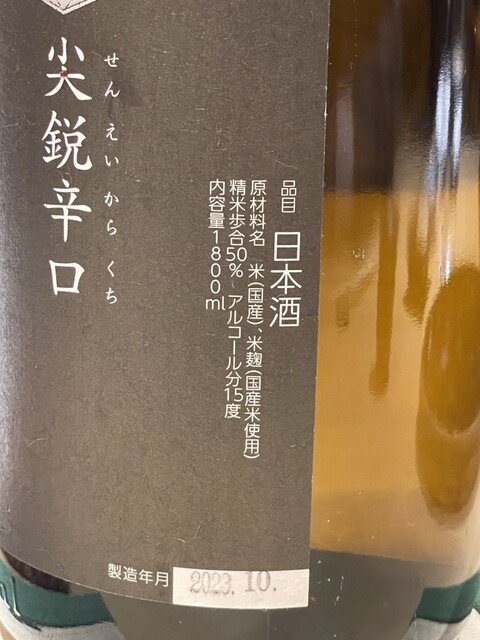 尖鋭辛口
せんえいからくち
品目 日本酒
原材料名 米(国産)、米麹(国産米使用)
精米歩合50% アルコール分15度
内容量1800ml
製造年月 2023.10.